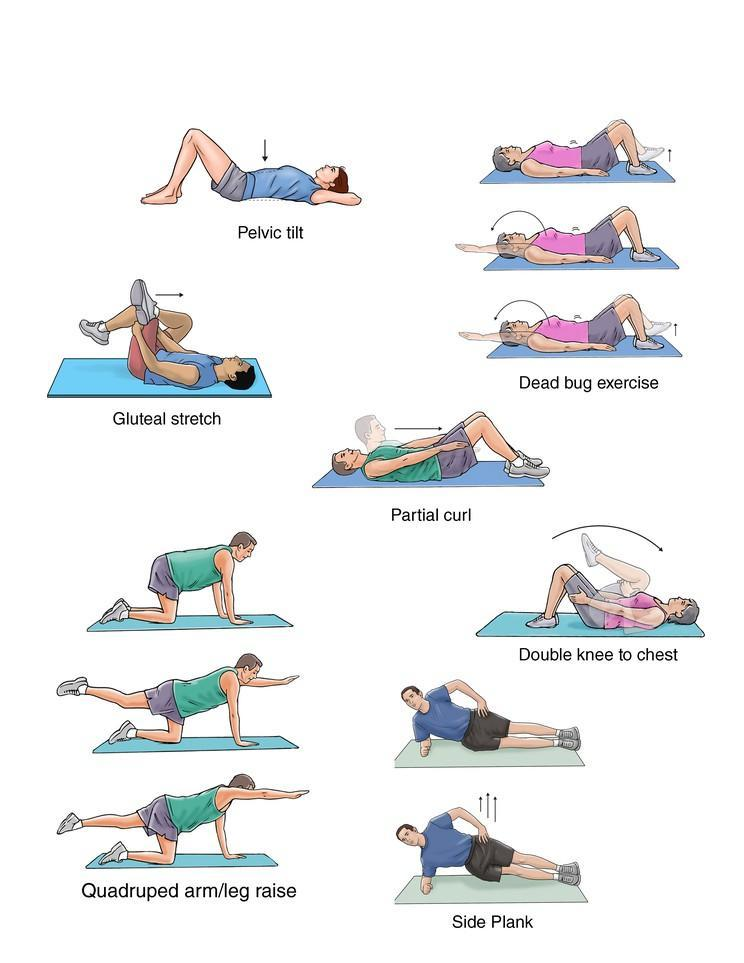 Pelvic tilt
Dead bug exercise
Gluteal stretch
Partial curl
Double knee to chest
Quadruped arm/leg raise
Side Plank